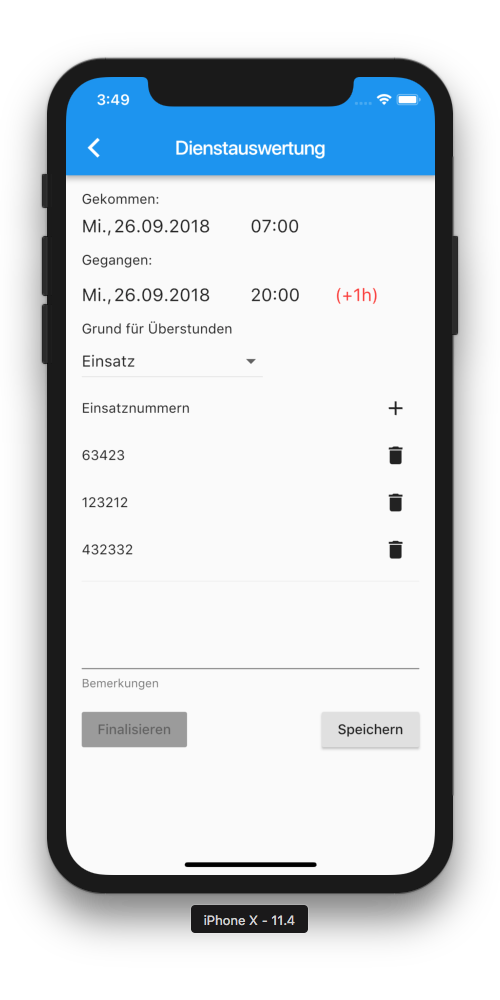 3:49
Dienstauswertung
Gekommen:
Mi., 26.09.2018 07:00
Gegangen:
Mi., 26.09.2018 20:00 (+1h)
Grund für Überstunden
Einsatz
Einsatznummern
63423
123212
432332
Bemerkungen
Finalisieren Speichern
iPhone X - 11.4